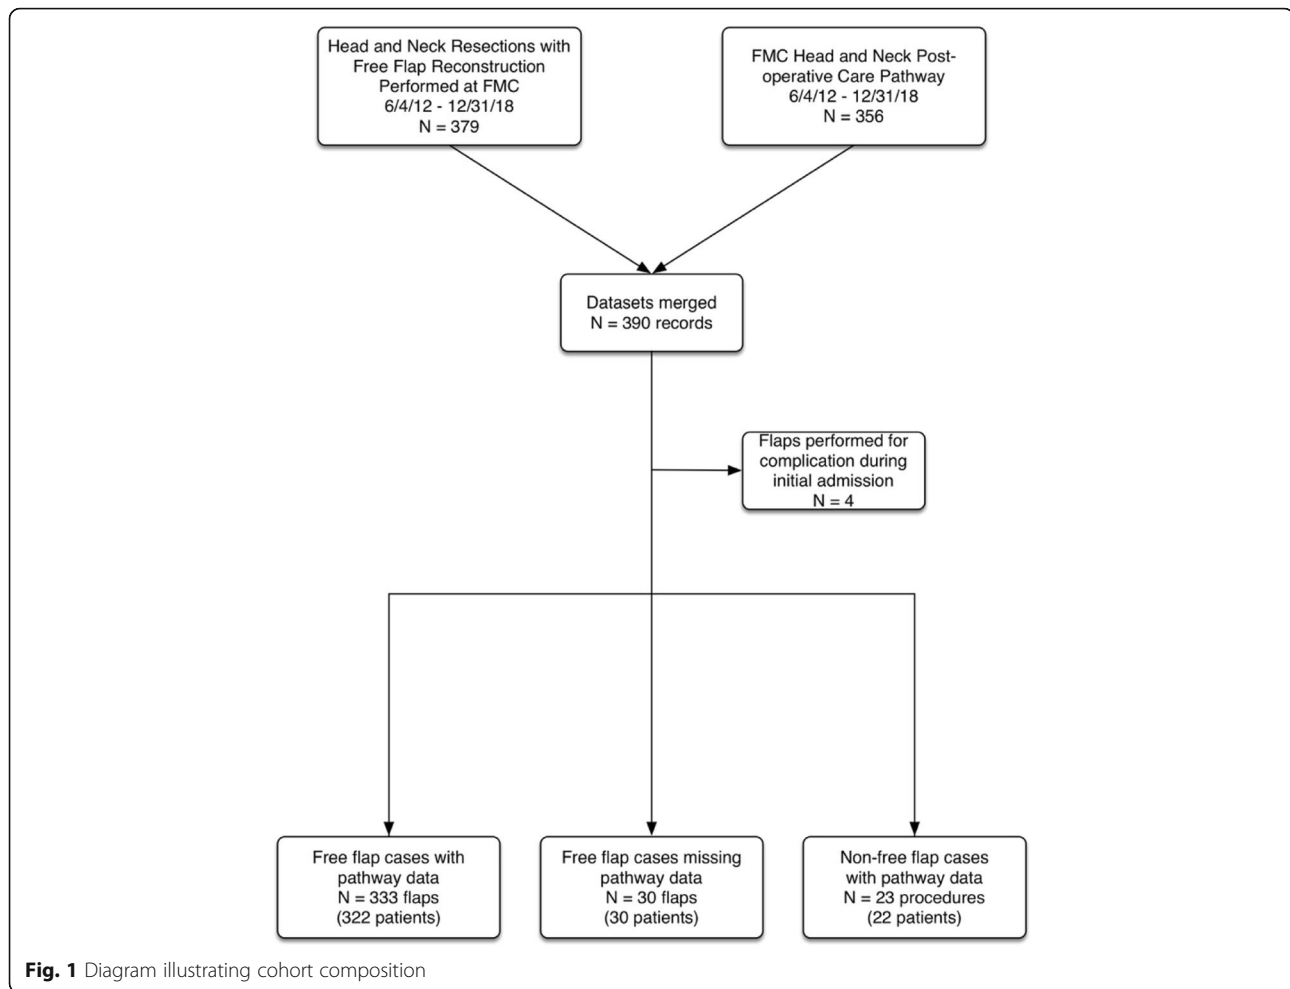 Head and Neck Resections with
Free Flap Reconstruction
Performed at FMC
6/4/12 - 12/31/18
N = 379
FMC Head and Neck Post-
operative Care Pathway
6/4/12 - 12/31/18
N = 356
Datasets merged
N = 390 records
Flaps performed for
complication during
initial admission
N = 4
Free flap cases with
pathway data
N = 333 flaps
(322 patients)
Free flap cases missing
pathway data
N = 30 flaps
(30 patients)
Non-free flap cases
with pathway data
N = 23 procedures
(22 patients)
Fig. 1 Diagram illustrating cohort composition